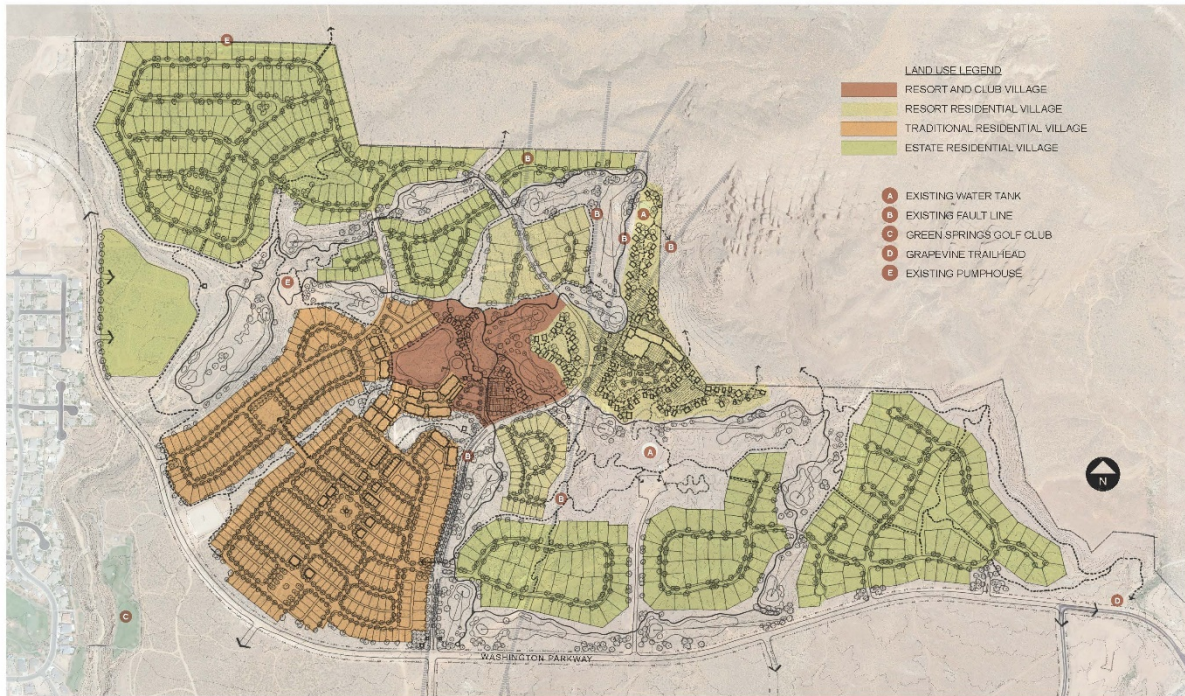 LAND USE LEGEND
RESORT AND CLUB VILLAGE
RESORT RESIDENTIAL VILLAGE
TRADITIONAL RESIDENTIAL VILLAGE
ESTATE RESIDENTIAL VILLAGE
A EXISTING WATER TANK
B EXISTING FAULT LINE
C GREEN SPRINGS GOLF CLUB
D GRAPEVINE TRAILHEAD
E EXISTING PUMPHOUSE
E
B
A
B
B
B
E
N
B
A
B
D
C
WASHINGTON PARKWAY